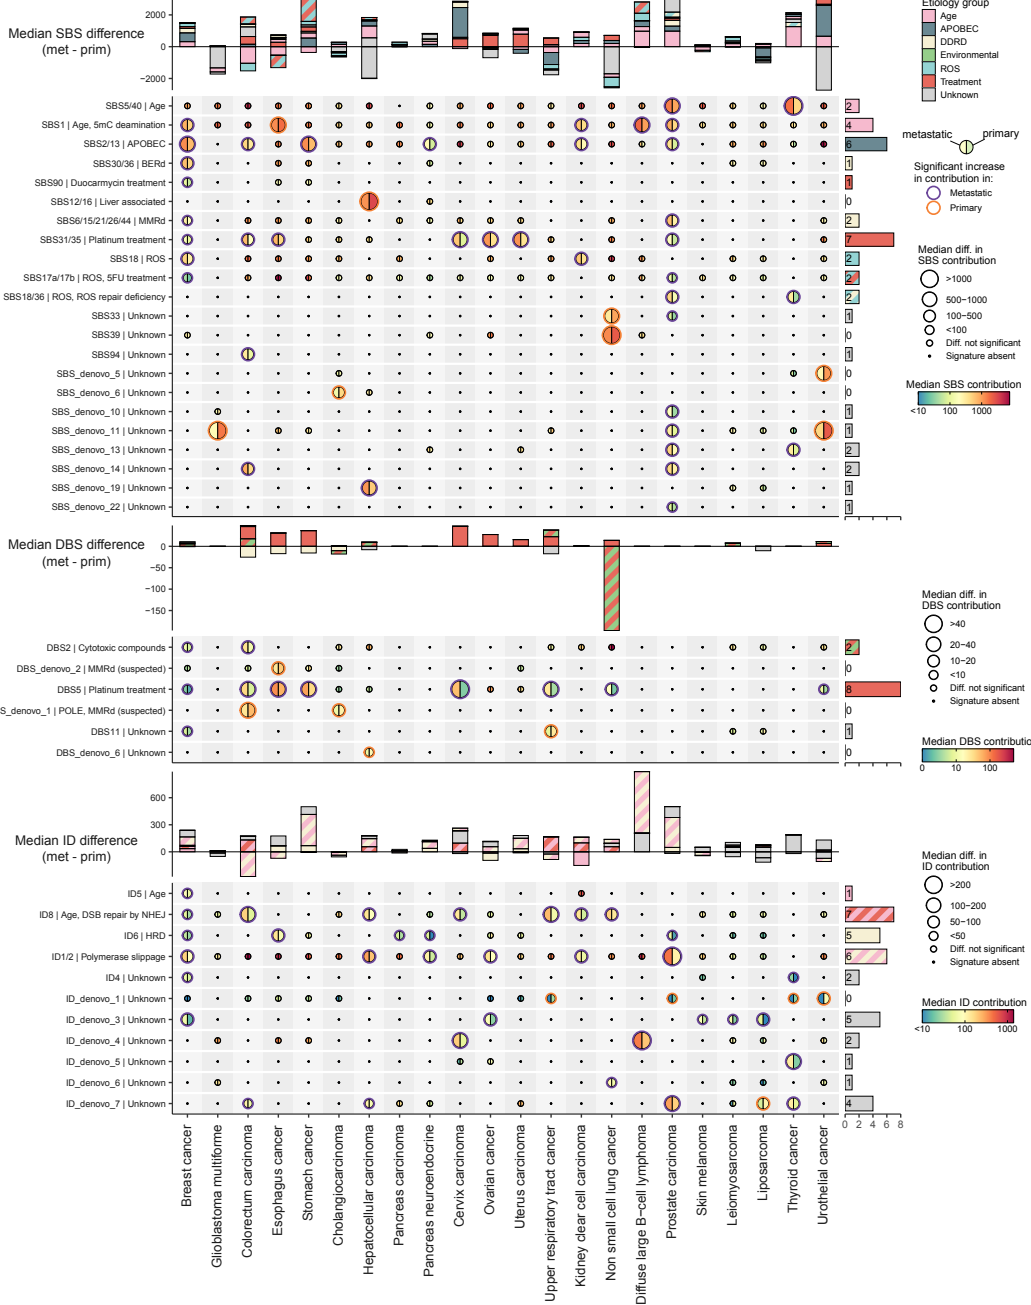 Etiology group
Age
APOBEC
DDRD
Environmental
ROS
Treatment
Unknown
Median SBS difference
(met - prim)
2000
0
−2000
SBS5/40 | Age
SBS1 | Age, 5mC deamination
SBS2/13 | APOBEC
SBS30/36 | BERd
SBS90 | Duocarmycin treatment
SBS12/16 | Liver associated
SBS6/15/21/26/44 | MMRd
SBS31/35 | Platinum treatment
SBS18 | ROS
SBS17a/17b | ROS, 5FU treatment
SBS18/36 | ROS, ROS repair deficiency
SBS33 | Unknown
SBS39 | Unknown
SBS94 | Unknown
SBS_denovo_5 | Unknown
SBS_denovo_6 | Unknown
SBS_denovo_10 | Unknown
SBS_denovo_11 | Unknown
SBS_denovo_13 | Unknown
SBS_denovo_14 | Unknown
SBS_denovo_19 | Unknown
SBS_denovo_22 | Unknown
2
4
6
1
1
0
2
7
2
2
2
1
0
1
0
0
1
1
2
2
1
1
metastatic
primary
Significant increase
in contribution in:
Metastatic
Primary
Median diff. in
SBS contribution
>1000
500−1000
100−500
<100
Diff. not significant
Signature absent
Median SBS contribution
<10 100 1000
Median DBS difference
(met - prim)
0
−50
−100
−150
DBS2 | Cytotoxic compounds
DBS_denovo_2 | MMRd (suspected)
DBS5 | Platinum treatment
S_denovo_1 | POLE, MMRd (suspected)
DBS11 | Unknown
DBS_denovo_6 | Unknown
2
0
8
0
1
0
Median diff. in
DBS contribution
>40
20−40
10−20
<10
Diff. not significant
Signature absent
Median DBS contributio
0 10 100
Median ID difference
(met - prim)
600
300
0
ID5 | Age
ID8 | Age, DSB repair by NHEJ
ID6 | HRD
ID1/2 | Polymerase slippage
ID4 | Unknown
ID_denovo_1 | Unknown
ID_denovo_3 | Unknown
ID_denovo_4 | Unknown
ID_denovo_5 | Unknown
ID_denovo_6 | Unknown
ID_denovo_7 | Unknown
1
7
5
6
2
0
5
2
1
1
4
0 2 4 6 8
Median diff. in
ID contribution
>200
100−200
50−100
<50
Diff. not significant
Signature absent
Median ID contribution
<10 100 1000
Breast cancer
Glioblastoma multiforme
Colorectum carcinoma
Esophagus cancer
Stomach cancer
Cholangiocarcinoma
Hepatocellular carcinoma
Pancreas carcinoma
Pancreas neuroendocrine
Cervix carcinoma
Ovarian cancer
Uterus carcinoma
Upper respiratory tract cancer
Kidney clear cell carcinoma
Non small cell lung cancer
Diffuse large B−cell lymphoma
Prostate carcinoma
Skin melanoma
Leiomyosarcoma
Liposarcoma
Thyroid cancer
Urothelial cancer